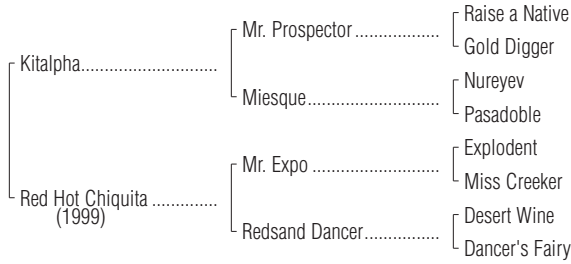 Raise a Native
Mr. Prospector ..................
Gold Digger
Kitalpha.............................
Nureyev
Miesque............................
Pasadoble
Explodent
Mr. Expo ...........................
Miss Creeker
Red Hot Chiquita ..............
(1999)
Desert Wine
Redsand Dancer................
Dancer's Fairy